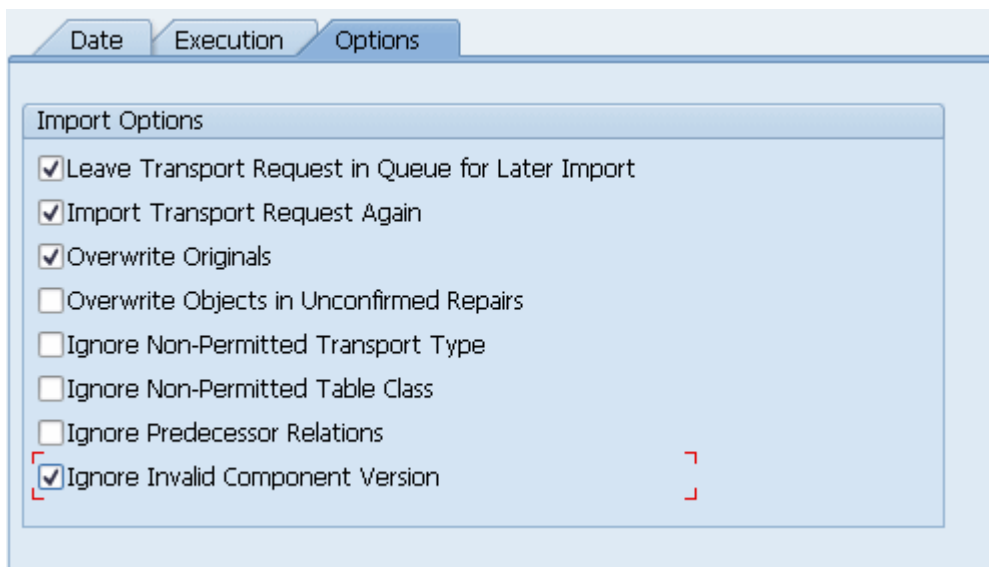 Date Execution Options
Import Options
Leave Transport Request in Queue for Later Import
Import Transport Request Again
Overwrite Originals
Overwrite Objects in Unconfirmed Repairs
Ignore Non-Permitted Transport Type
Ignore Non-Permitted Table Class
Ignore Predecessor Relations
Ignore Invalid Component Version